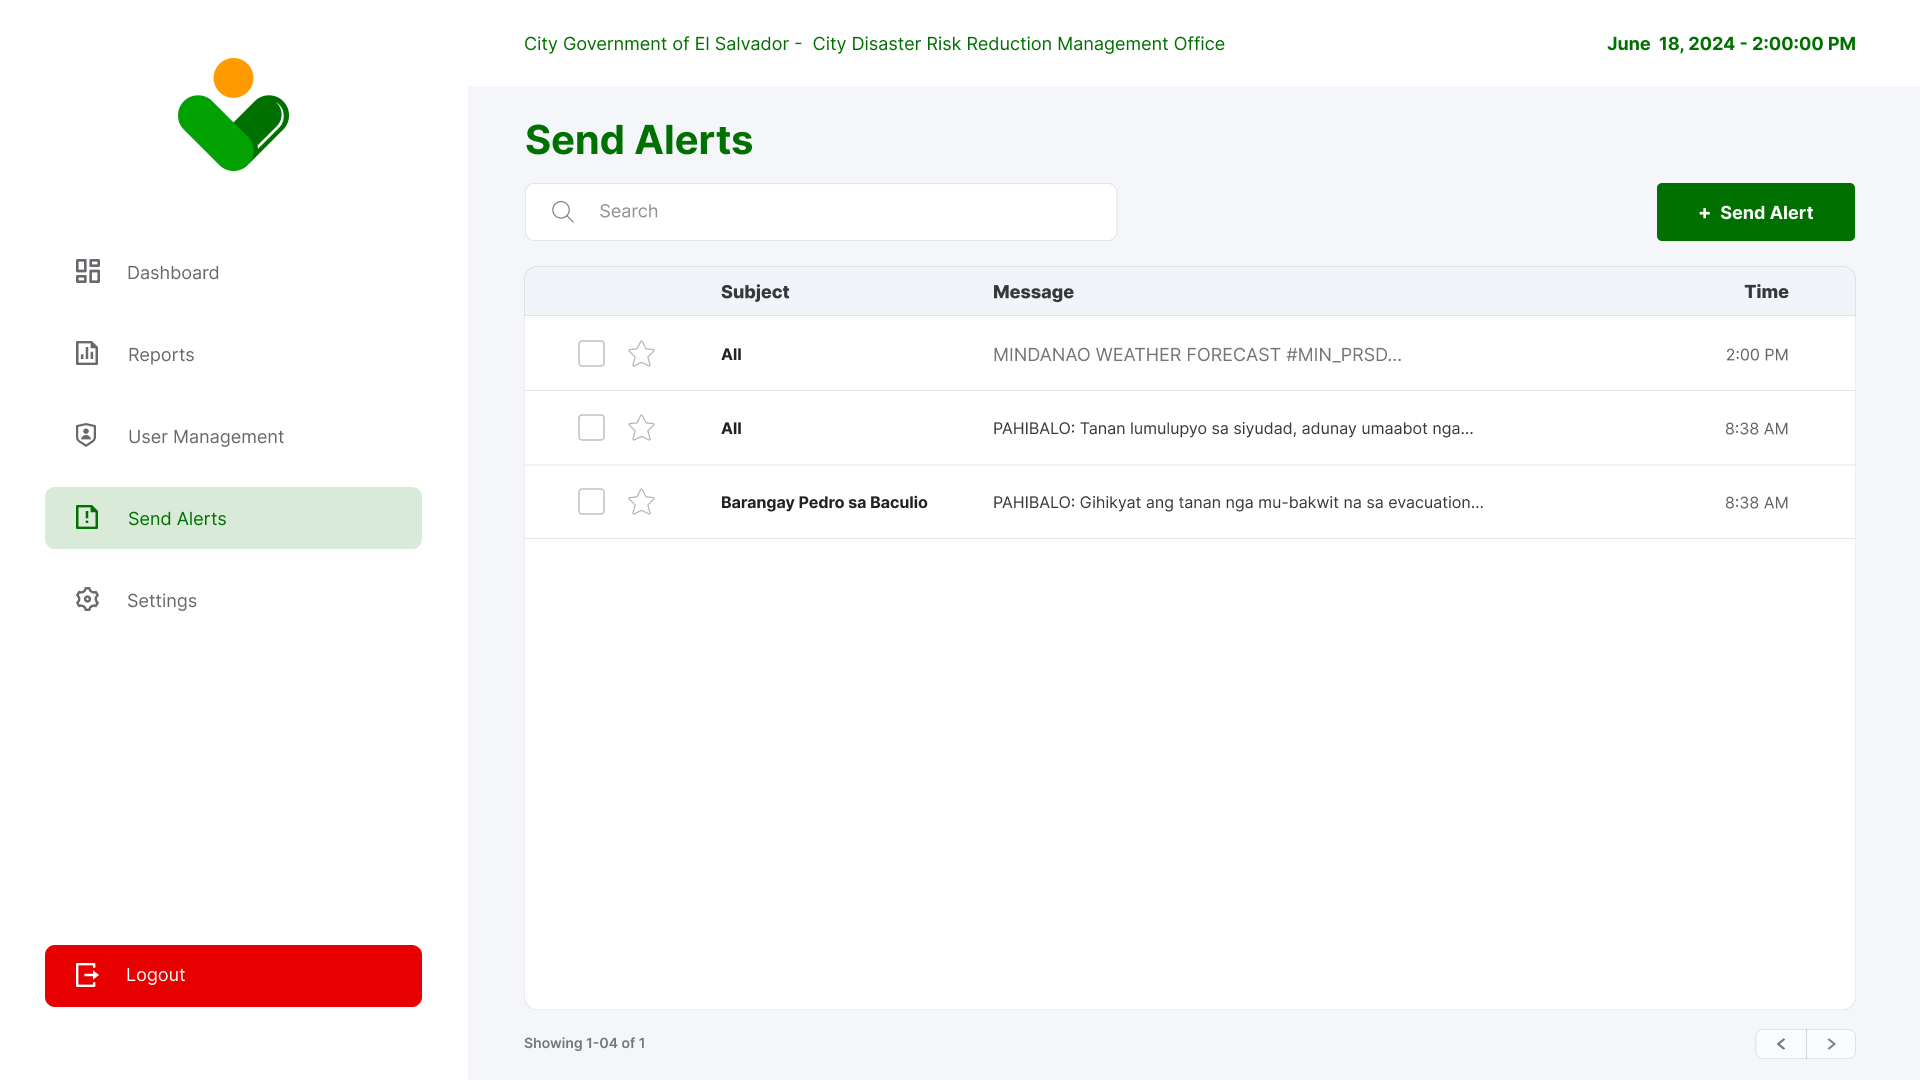 City Government of El Salvador -  City Disaster Risk Reduction Management Office
June  18, 2024 - 2:00:00 PM
Send Alerts
Search
+ Send Alert
Dashboard
Reports
User Management
Send Alerts
Settings
Logout
Subject Message Time
All MINDANAO WEATHER FORECAST #MIN_PRSD... 2:00 PM
All PAHIBALO: Tanan lumulupyo sa siyudad, adunay umaabot nga... 8:38 AM
Barangay Pedro sa Baculio PAHIBALO: Gihikyat ang tanan nga mu-bakwit na sa evacuation... 8:38 AM
Showing 1-04 of 1